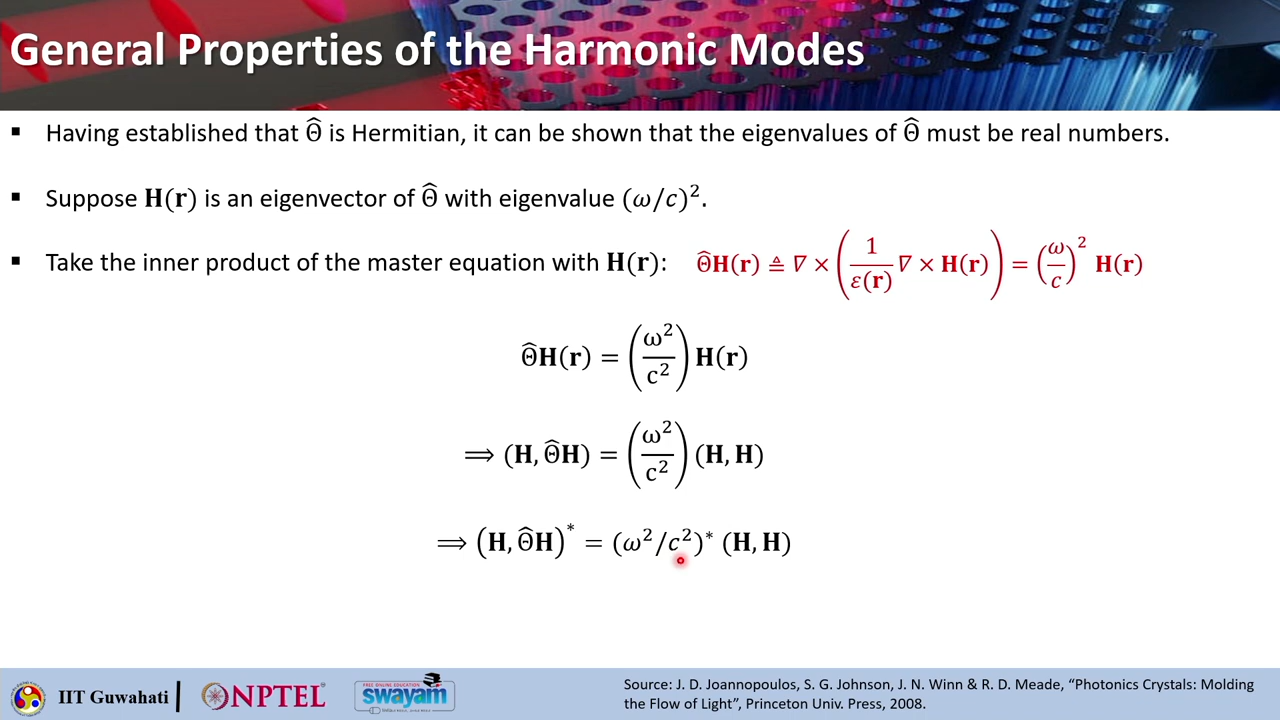 General Properties of the Harmonic Modes
▪ Having established that Θ̂ is Hermitian, it can be shown that the eigenvalues of Θ̂ must be real numbers.
▪ Suppose 𝐇(𝐫) is an eigenvector of Θ̂ with eigenvalue (ω/c)².
▪ Take the inner product of the master equation with 𝐇(𝐫): Θ̂𝐇(𝐫) ≜ ∇ × (1/ε(𝐫) ∇ × 𝐇(𝐫)) = (ω/c)² 𝐇(𝐫)
Θ̂𝐇(𝐫) = (ω²/c²) 𝐇(𝐫)
⟹ (𝐇, Θ̂𝐇) = (ω²/c²) (𝐇, 𝐇)
⟹ (𝐇, Θ̂𝐇)* = (ω²/c²)* (𝐇, 𝐇)
IIT Guwahati
NPTEL
FREE ONLINE EDUCATION
swayam
Source: J. D. Joannopoulos, S. G. Johnson, J. N. Winn & R. D. Meade, “Photonics Crystals: Molding
the Flow of Light”, Princeton Univ. Press, 2008.